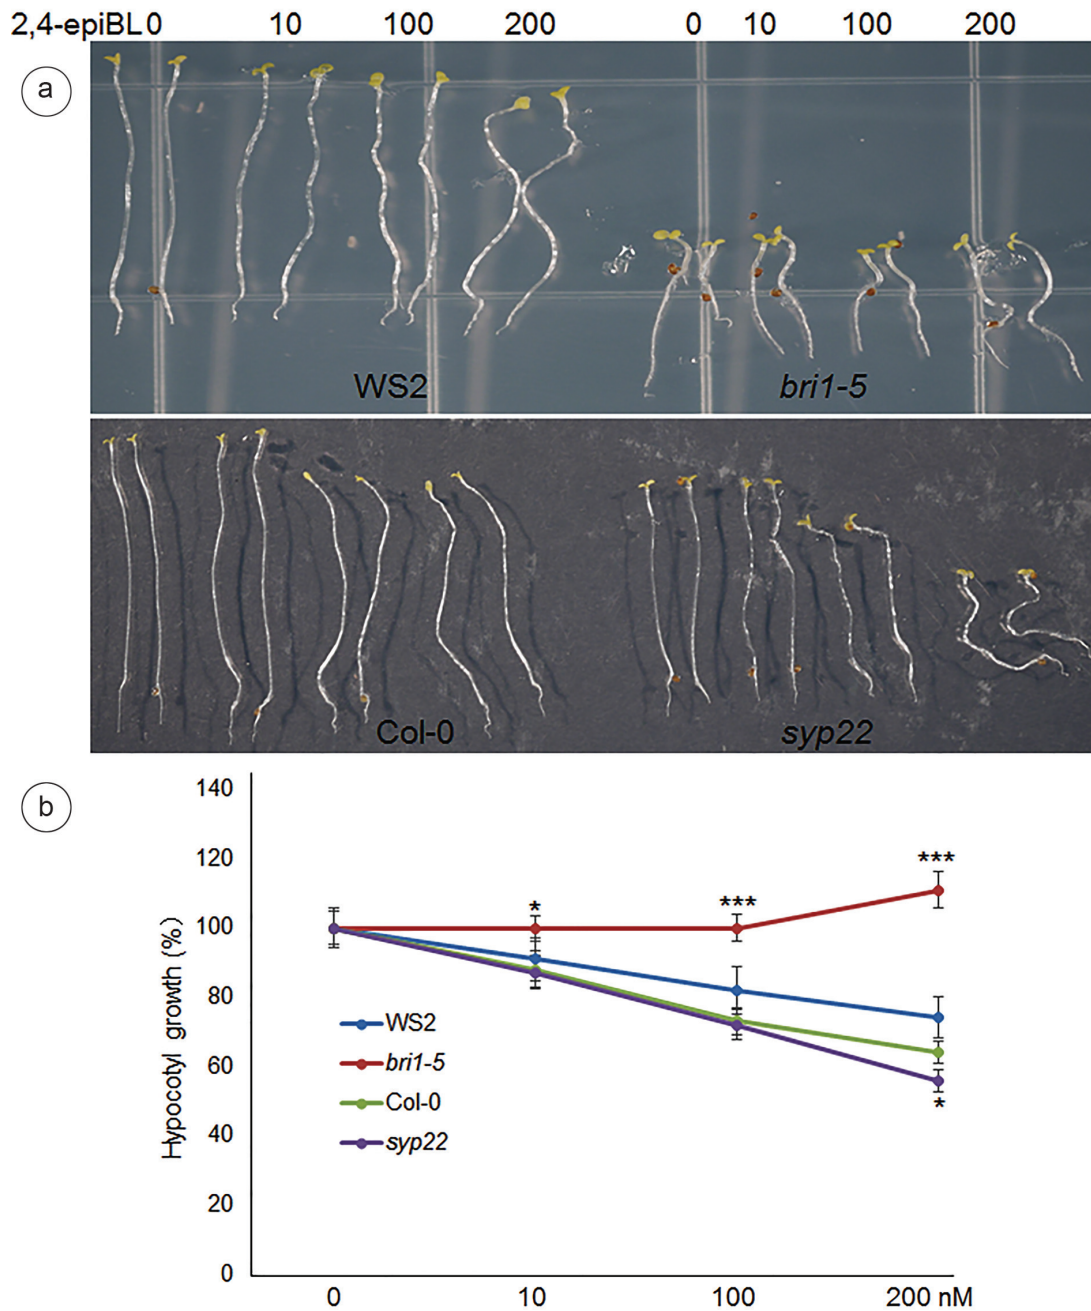 2,4-epiBL 0 10 100 200 0 10 100 200
a
WS2 bri1-5
Col-0 syp22
b
140
120
100
80
60
40
20
0
Hypocotyl growth (%)
*
***
***
*
WS2
bri1-5
Col-0
syp22
0 10 100 200 nM